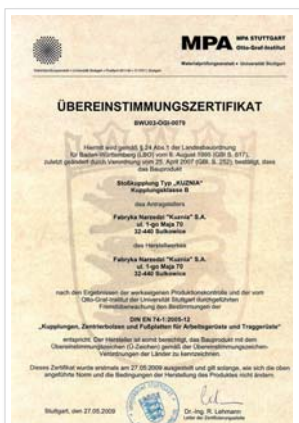 MPA
MPA STUTTGART
Otto-Graf-Institut
Materialprüfungsanstalt • Universität Stuttgart
ÜBEREINSTIMMUNGSZERTIFIKAT
BWU03-OGI-0079
Hiermit wird gemäß § 24 Abs.1 der Landesbauordnung
für Baden-Württemberg (LBO) vom 8. August 1995 (GBl S. 617),
zuletzt geändert durch Verordnung vom 25. April 2007 (GBl. S. 252), bestätigt, dass
das Bauprodukt
Stoßkupplung Typ „KUZNIA"
Kupplungsklasse B
des Antragstellers
Fabryka Narzedzi "Kuznia" S.A.
ul. 1-go Maja 70
32-440 Sulkowice
des Herstellwerkes
Fabryka Narzedzi "Kuznia" S.A.
ul. 1-go Maja 70
32-440 Sulkowice
nach den Ergebnissen der werkseigenen Produktionskontrolle und der vom
Otto-Graf-Institut der Universität Stuttgart durchgeführten
Fremdüberwachung den Bestimmungen der
DIN EN 74-1:2005-12
„Kupplungen, Zentrierbolzen und Fußplatten für Arbeitsgerüste und Traggerüste"
entspricht. Der Hersteller ist somit berechtigt, das Bauprodukt mit dem
Übereinstimmungszeichen (Ü-Zeichen) gemäß der Übereinstimmungszeichen-
Verordnungen der Länder zu kennzeichnen.
Dieses Zertifikat wurde erstmals am 27.05.2009 ausgestellt und gilt solange, wie sich die oben
angeführte Norm und die Bedingungen der Herstellung des Produktes nicht ändern.
Stuttgart, den 27.05.2009
Dr.-Ing. R. Lehmann
Leiter der Zertifizierungsstelle